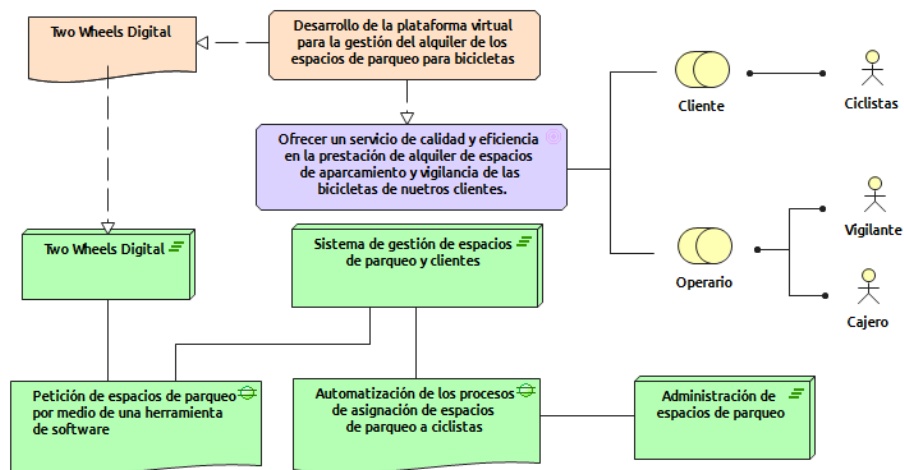 Two Wheels Digital
Desarrollo de la plataforma virtual
para la gestión del alquiler de los
espacios de parqueo para bicicletas
Cliente
Ciclistas
Ofrecer un servicio de calidad y eficiencia
en la prestación de alquiler de espacios
de aparcamiento y vigilancia de las
bicicletas de nuetros clientes.
Vigilante
Operario
Cajero
Two Wheels Digital
Sistema de gestión de espacios
de parqueo y clientes
Petición de espacios de parqueo
por medio de una herramienta
de software
Automatización de los procesos
de asignación de espacios
de parqueo a ciclistas
Administración de
espacios de parqueo